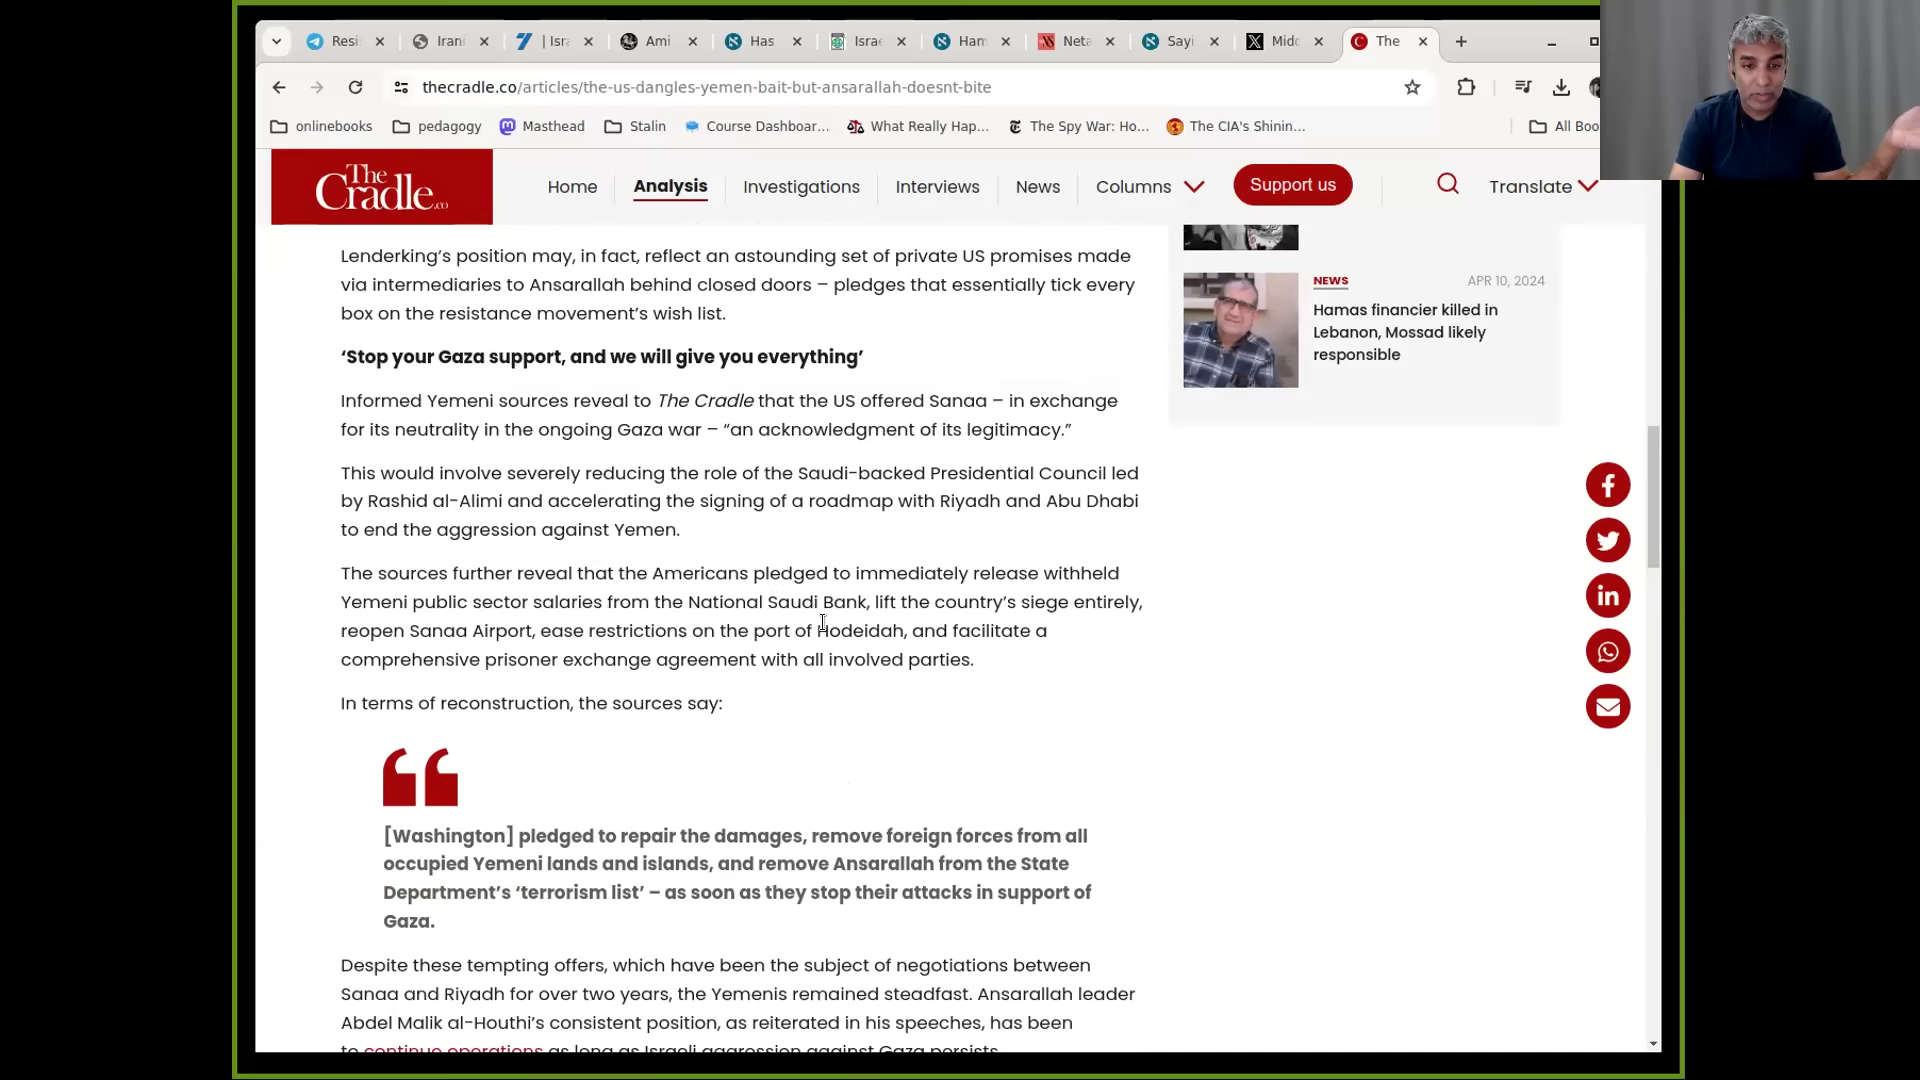 Resi
Irani
| Isra
Ami
Has
Israe
Ham
Neta
Sayi
Midd
The
thecradle.co/articles/the-us-dangles-yemen-bait-but-ansarallah-doesnt-bite
onlinebooks
pedagogy
Masthead
Stalin
Course Dashboar...
What Really Hap...
The Spy War: Ho...
The CIA's Shinin...
All Boo
The
Cradle.co
Home
Analysis
Investigations
Interviews
News
Columns
Support us
Translate
Lenderking's position may, in fact, reflect an astounding set of private US promises made
via intermediaries to Ansarallah behind closed doors – pledges that essentially tick every
box on the resistance movement's wish list.
‘Stop your Gaza support, and we will give you everything’
Informed Yemeni sources reveal to The Cradle that the US offered Sanaa – in exchange
for its neutrality in the ongoing Gaza war – “an acknowledgment of its legitimacy.”
This would involve severely reducing the role of the Saudi-backed Presidential Council led
by Rashid al-Alimi and accelerating the signing of a roadmap with Riyadh and Abu Dhabi
to end the aggression against Yemen.
The sources further reveal that the Americans pledged to immediately release withheld
Yemeni public sector salaries from the National Saudi Bank, lift the country’s siege entirely,
reopen Sanaa Airport, ease restrictions on the port of Hodeidah, and facilitate a
comprehensive prisoner exchange agreement with all involved parties.
In terms of reconstruction, the sources say:
[Washington] pledged to repair the damages, remove foreign forces from all
occupied Yemeni lands and islands, and remove Ansarallah from the State
Department’s ‘terrorism list’ – as soon as they stop their attacks in support of
Gaza.
Despite these tempting offers, which have been the subject of negotiations between
Sanaa and Riyadh for over two years, the Yemenis remained steadfast. Ansarallah leader
Abdel Malik al-Houthi’s consistent position, as reiterated in his speeches, has been
to continue operations as long as Israeli aggression against Gaza persists.
NEWS
APR 10, 2024
Hamas financier killed in
Lebanon, Mossad likely
responsible